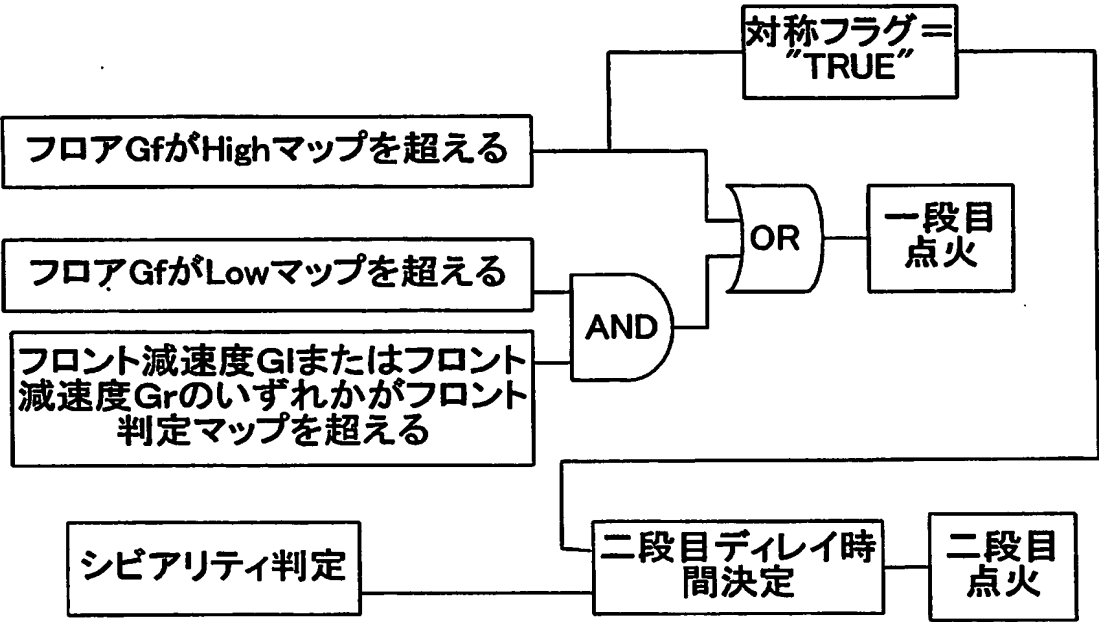 対称フラグ＝
"TRUE"
フロアGfがHighマップを超える
フロアGfがLowマップを超える
OR
一段目
点火
AND
フロント減速度Glまたはフロント
減速度Grのいずれかがフロント
判定マップを超える
シビアリティ判定
二段目ディレイ時
間決定
二段目
点火